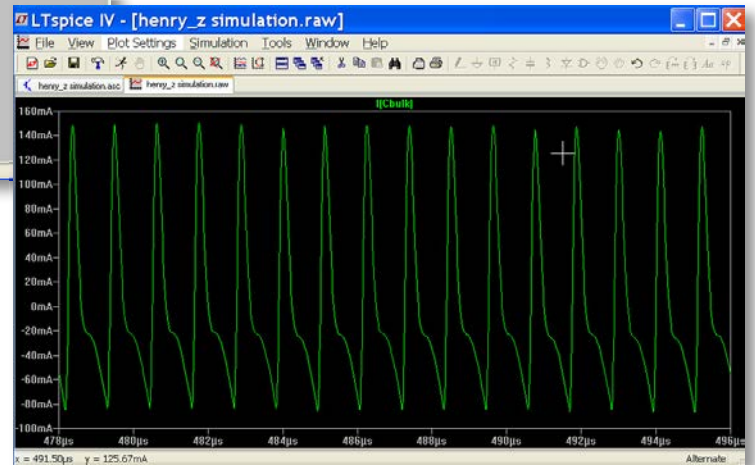 LTspice IV - [henry_z simulation.raw]
File View Plot Settings Simulation Tools Window Help
henry_z simulation.asc henry_z simulation.raw
I(Cbulk)
160mA
140mA
120mA
100mA
80mA
60mA
40mA
20mA
0mA
-20mA
-40mA
-60mA
-80mA
-100mA
478µs 480µs 482µs 484µs 486µs 488µs 490µs 492µs 494µs 496µs
x = 491.50µs y = 125.67mA Alternate